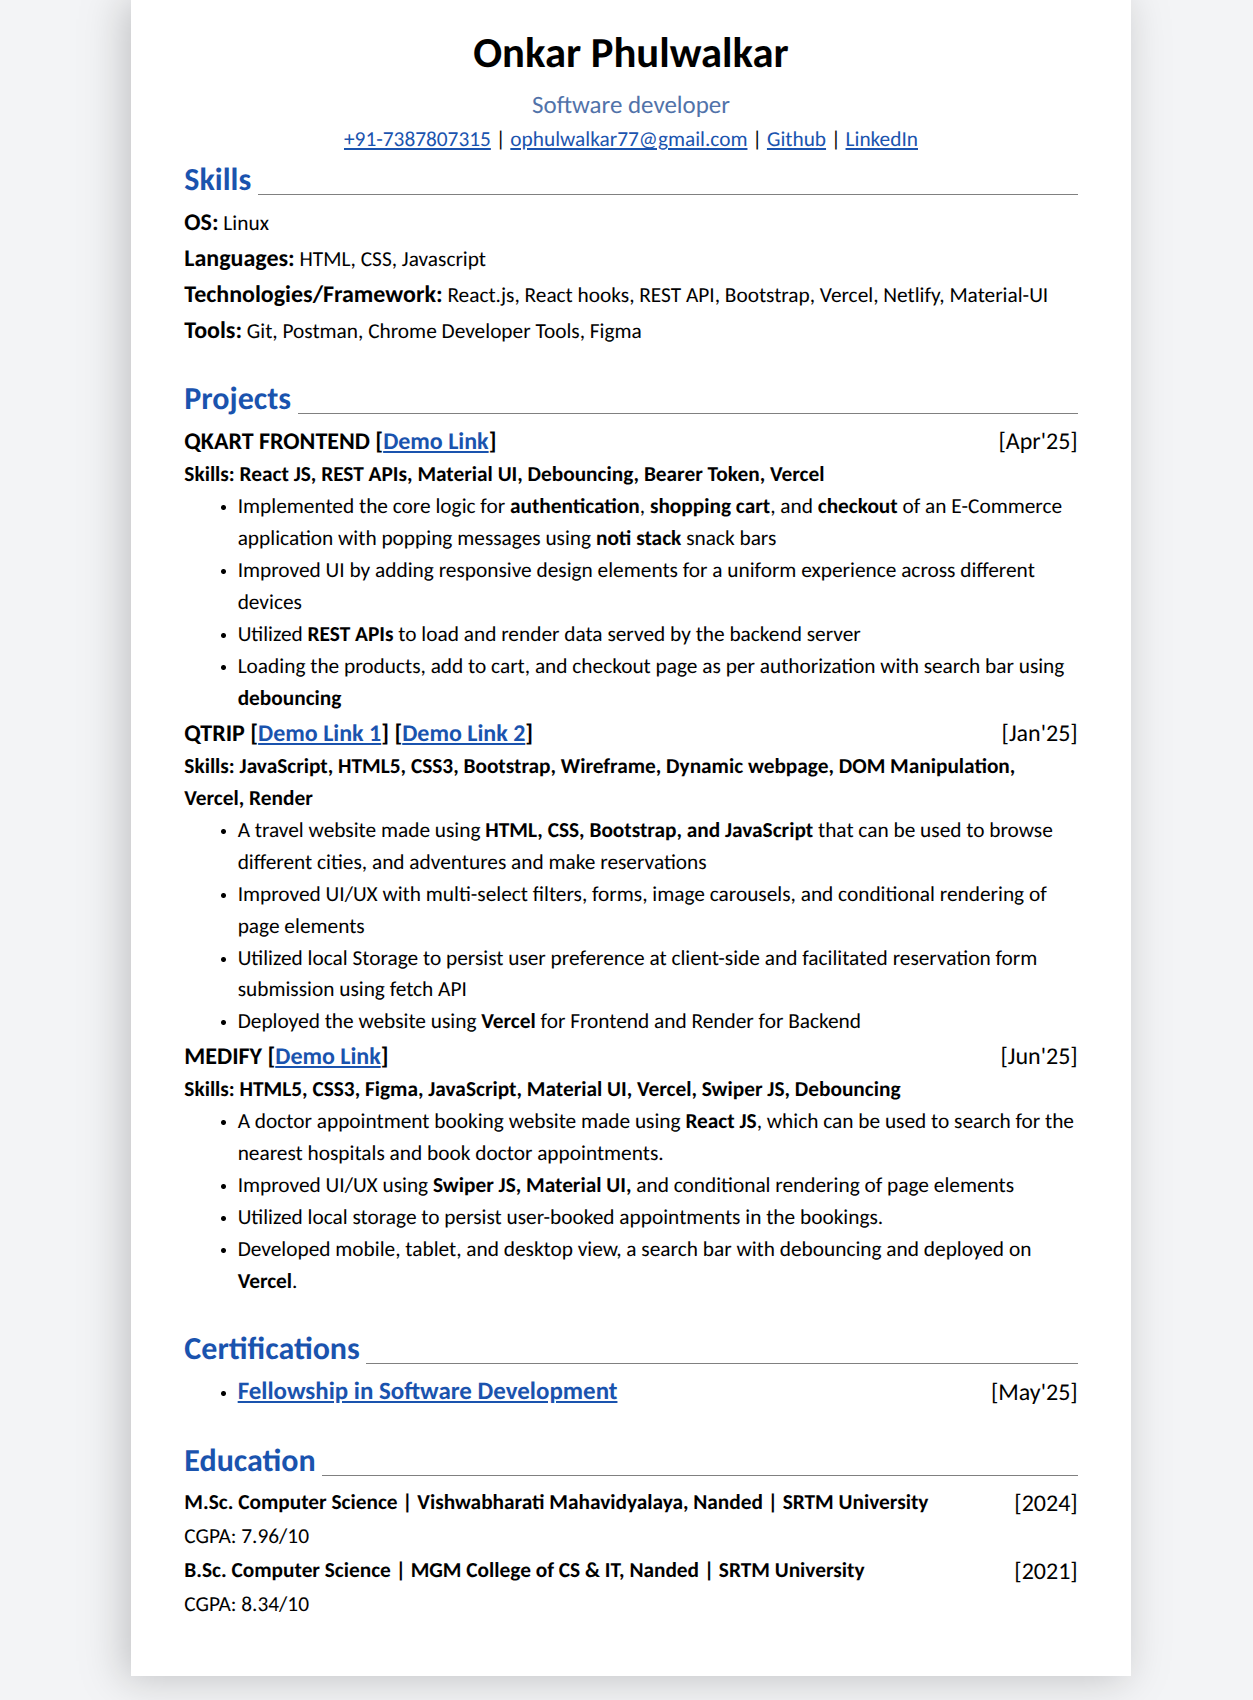 Onkar Phulwalkar
Software developer
+91-7387807315 | ophulwalkar77@gmail.com | Github | LinkedIn
Skills
OS: Linux
Languages: HTML, CSS, Javascript
Technologies/Framework: React.js, React hooks, REST API, Bootstrap, Vercel, Netlify, Material-UI
Tools: Git, Postman, Chrome Developer Tools, Figma
Projects
QKART FRONTEND [Demo Link] [Apr'25]
Skills: React JS, REST APIs, Material UI, Debouncing, Bearer Token, Vercel
• Implemented the core logic for authentication, shopping cart, and checkout of an E-Commerce
application with popping messages using noti stack snack bars
• Improved UI by adding responsive design elements for a uniform experience across different
devices
• Utilized REST APIs to load and render data served by the backend server
• Loading the products, add to cart, and checkout page as per authorization with search bar using
debouncing
QTRIP [Demo Link 1] [Demo Link 2] [Jan'25]
Skills: JavaScript, HTML5, CSS3, Bootstrap, Wireframe, Dynamic webpage, DOM Manipulation,
Vercel, Render
• A travel website made using HTML, CSS, Bootstrap, and JavaScript that can be used to browse
different cities, and adventures and make reservations
• Improved UI/UX with multi-select filters, forms, image carousels, and conditional rendering of
page elements
• Utilized local Storage to persist user preference at client-side and facilitated reservation form
submission using fetch API
• Deployed the website using Vercel for Frontend and Render for Backend
MEDIFY [Demo Link] [Jun'25]
Skills: HTML5, CSS3, Figma, JavaScript, Material UI, Vercel, Swiper JS, Debouncing
• A doctor appointment booking website made using React JS, which can be used to search for the
nearest hospitals and book doctor appointments.
• Improved UI/UX using Swiper JS, Material UI, and conditional rendering of page elements
• Utilized local storage to persist user-booked appointments in the bookings.
• Developed mobile, tablet, and desktop view, a search bar with debouncing and deployed on
Vercel.
Certifications
• Fellowship in Software Development [May'25]
Education
M.Sc. Computer Science | Vishwabharati Mahavidyalaya, Nanded | SRTM University [2024]
CGPA: 7.96/10
B.Sc. Computer Science | MGM College of CS & IT, Nanded | SRTM University [2021]
CGPA: 8.34/10